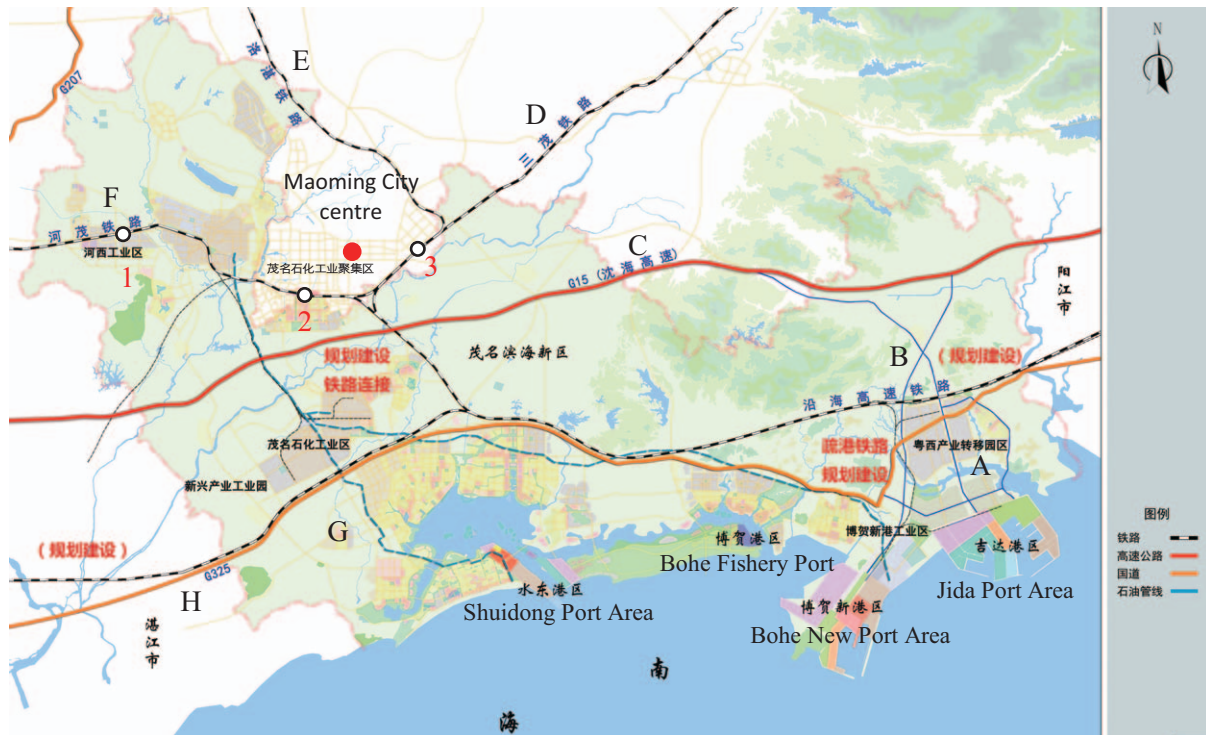 N
E
G207
洛湛铁路
D
三茂铁路
Maoming City
centre
F
河茂铁路
河西工业区
1
茂名石化工业聚集区
3
2
C
G15 (沈海高速)
阳江市
规划建设
铁路连接
茂名滨海新区
B
(规划建设)
沿海高速铁路
茂名石化工业区
疏港铁路
规划建设
粤西产业转移园区
A
新兴产业工业园
G
(规划建设)
G325
H
湛江市
博贺新港工业区
博贺港区
Bohe Fishery Port
吉达港区
Jida Port Area
水东港区
Shuidong Port Area
博贺新港区
Bohe New Port Area
南
海
图例
铁路
高速公路
国道
石油管线